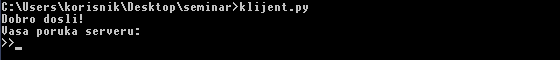 C:\Users\korisnik\Desktop\seminar>klijent.py
Dobro dosli!
Vasa poruka serveru:
>>_